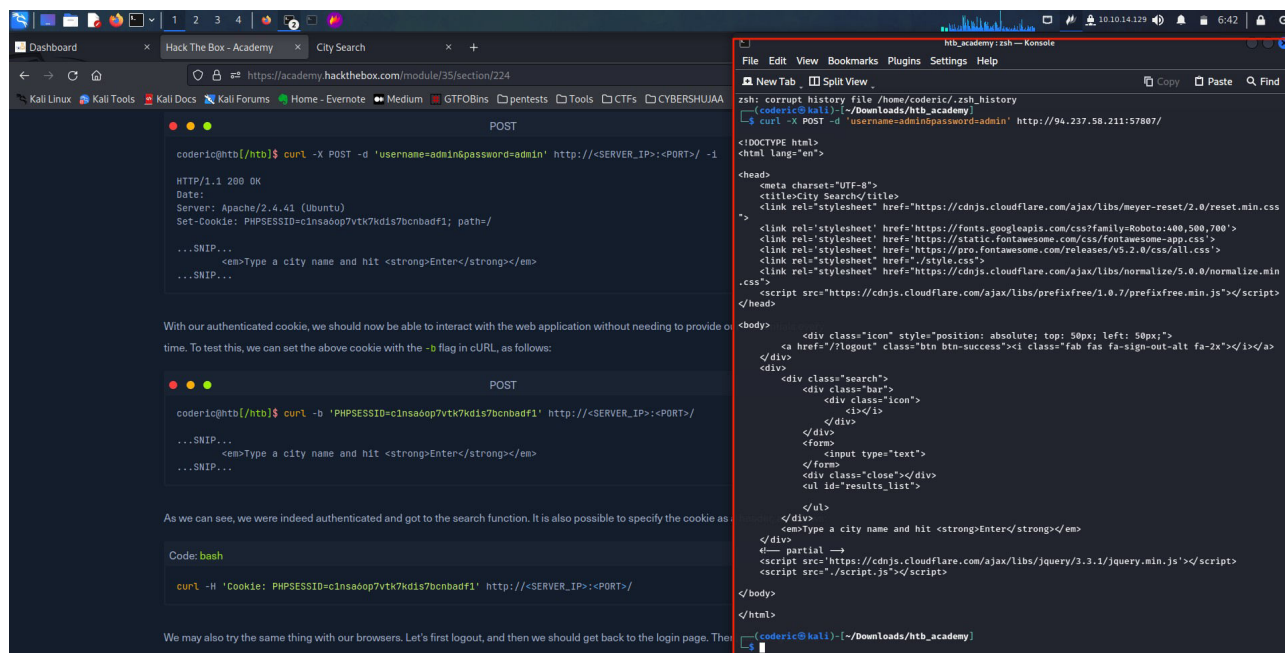 1 2 3 4
10.10.14.129
6:42
Dashboard
Hack The Box - Academy
City Search
https://academy.hackthebox.com/module/35/section/224
Kali Linux
Kali Tools
Kali Docs
Kali Forums
Home - Evernote
Medium
GTFOBins
pentests
Tools
CTFs
CYBERSHUJAA
POST
coderic@htb[/htb]$ curl -X POST -d 'username=admin&password=admin' http://<SERVER_IP>:<PORT>/ -i
HTTP/1.1 200 OK
Date:
Server: Apache/2.4.41 (Ubuntu)
Set-Cookie: PHPSESSID=c1nsa6op7vtk7kdis7bcnbadf1; path=/
...SNIP...
<em>Type a city name and hit <strong>Enter</strong></em>
...SNIP...
With our authenticated cookie, we should now be able to interact with the web application without needing to provide
time. To test this, we can set the above cookie with the -b flag in cURL, as follows:
POST
coderic@htb[/htb]$ curl -b 'PHPSESSID=c1nsa6op7vtk7kdis7bcnbadf1' http://<SERVER_IP>:<PORT>/
...SNIP...
<em>Type a city name and hit <strong>Enter</strong></em>
...SNIP...
As we can see, we were indeed authenticated and got to the search function. It is also possible to specify the cookie as
Code: bash
curl -H 'Cookie: PHPSESSID=c1nsa6op7vtk7kdis7bcnbadf1' http://<SERVER_IP>:<PORT>/
We may also try the same thing with our browsers. Let's first logout, and then we should get back to the login page.
htb_academy : zsh — Konsole
File Edit View Bookmarks Plugins Settings Help
New Tab
Split View
Copy
Paste
Find
zsh: corrupt history file /home/coderic/.zsh_history
(coderic㉿kali)-[~/Downloads/htb_academy]
$ curl -X POST -d 'username=admin&password=admin' http://94.237.58.211:57807/
<!DOCTYPE html>
<html lang="en">
<head>
<meta charset="UTF-8">
<title>City Search</title>
<link rel="stylesheet" href="https://cdnjs.cloudflare.com/ajax/libs/meyer-reset/2.0/reset.min.css
">
<link rel='stylesheet' href='https://fonts.googleapis.com/css?family=Roboto:400,500,700'>
<link rel='stylesheet' href='https://static.fontawesome.com/css/fontawesome-app.css'>
<link rel='stylesheet' href='https://pro.fontawesome.com/releases/v5.2.0/css/all.css'>
<link rel="stylesheet" href="./style.css">
<link rel="stylesheet" href="https://cdnjs.cloudflare.com/ajax/libs/normalize/5.0.0/normalize.min
.css">
<script src="https://cdnjs.cloudflare.com/ajax/libs/prefixfree/1.0.7/prefixfree.min.js"></script>
</head>
<body>
<div class="icon" style="position: absolute; top: 50px; left: 50px;">
<a href="/?logout" class="btn btn-success"><i class="fab fas fa-sign-out-alt fa-2x"></i></a>
</div>
<div>
<div class="search">
<div class="bar">
<div class="icon">
<i></i>
</div>
</div>
<form>
<input type="text">
</form>
<div class="close"></div>
<ul id="results_list">
</ul>
</div>
<em>Type a city name and hit <strong>Enter</strong></em>
</div>
<!-- partial -->
<script src='https://cdnjs.cloudflare.com/ajax/libs/jquery/3.3.1/jquery.min.js'></script>
<script src="./script.js"></script>
</body>
</html>
(coderic㉿kali)-[~/Downloads/htb_academy]
$